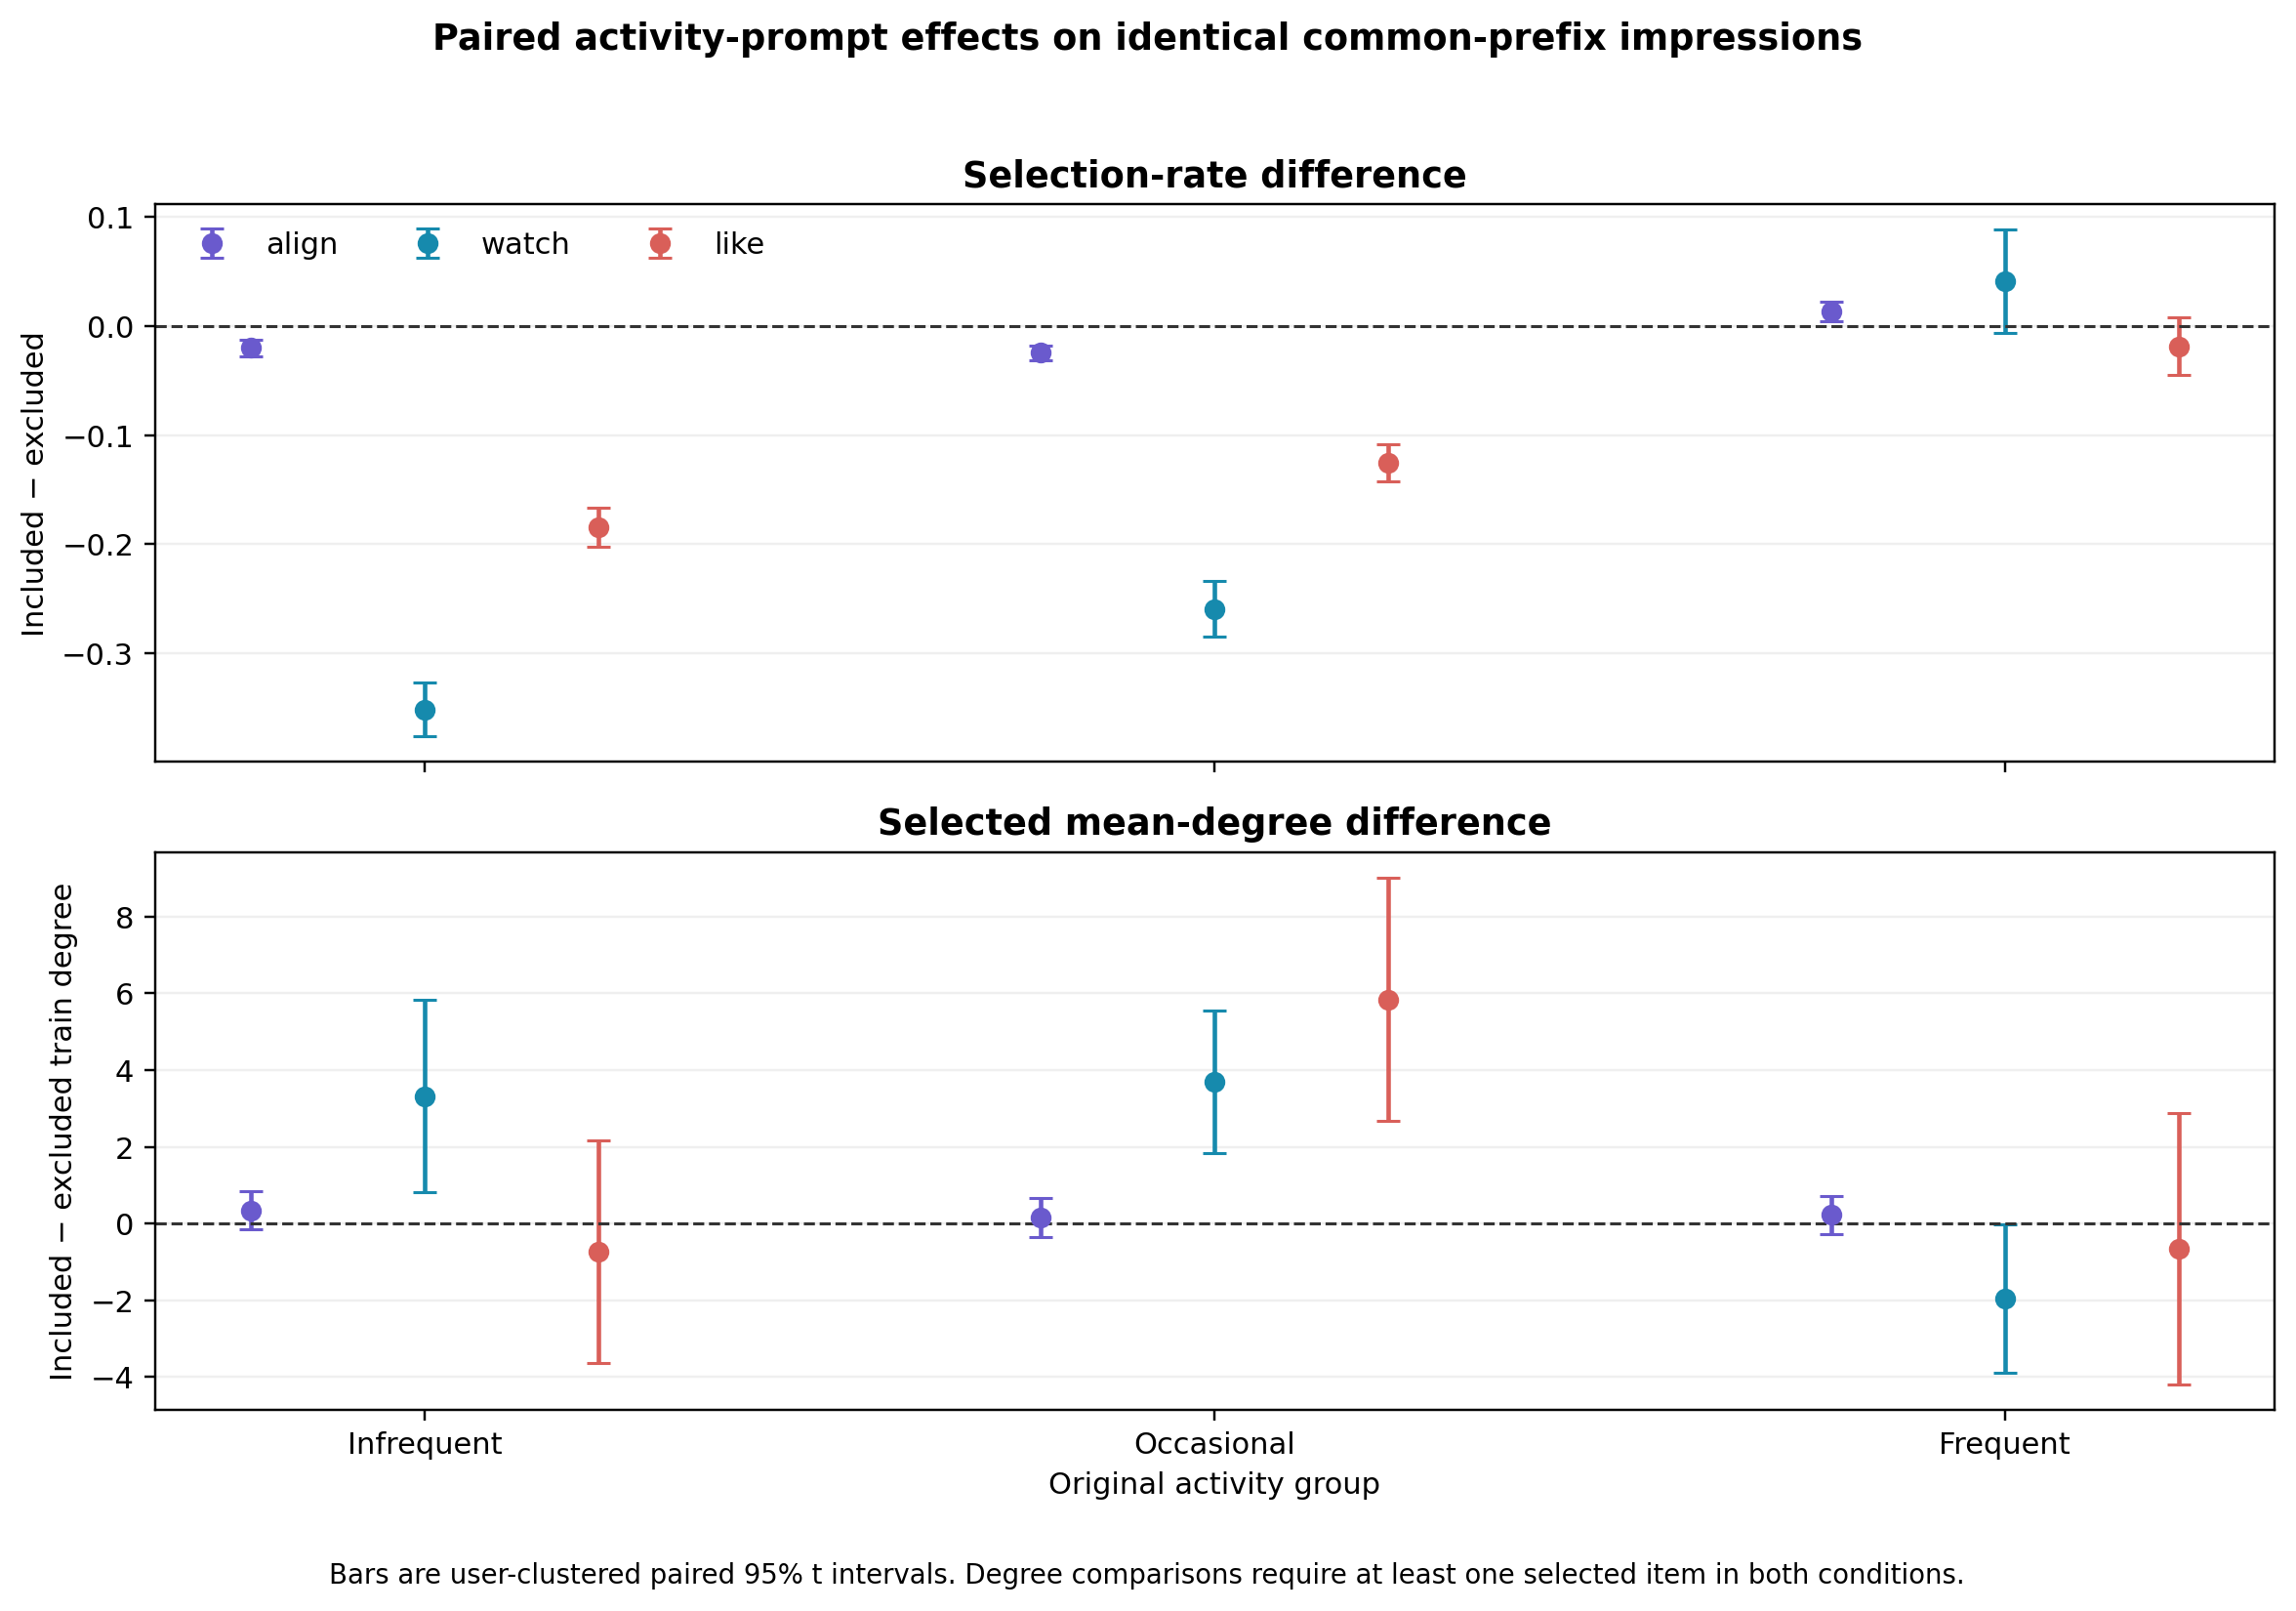 Paired activity-prompt effects on identical common-prefix impressions
Selection-rate difference
align
watch
like
0.1
0.0
−0.1
−0.2
−0.3
Included − excluded
Selected mean-degree difference
8
6
4
2
0
−2
−4
Included − excluded train degree
Infrequent
Occasional
Frequent
Original activity group
Bars are user-clustered paired 95% t intervals. Degree comparisons require at least one selected item in both conditions.